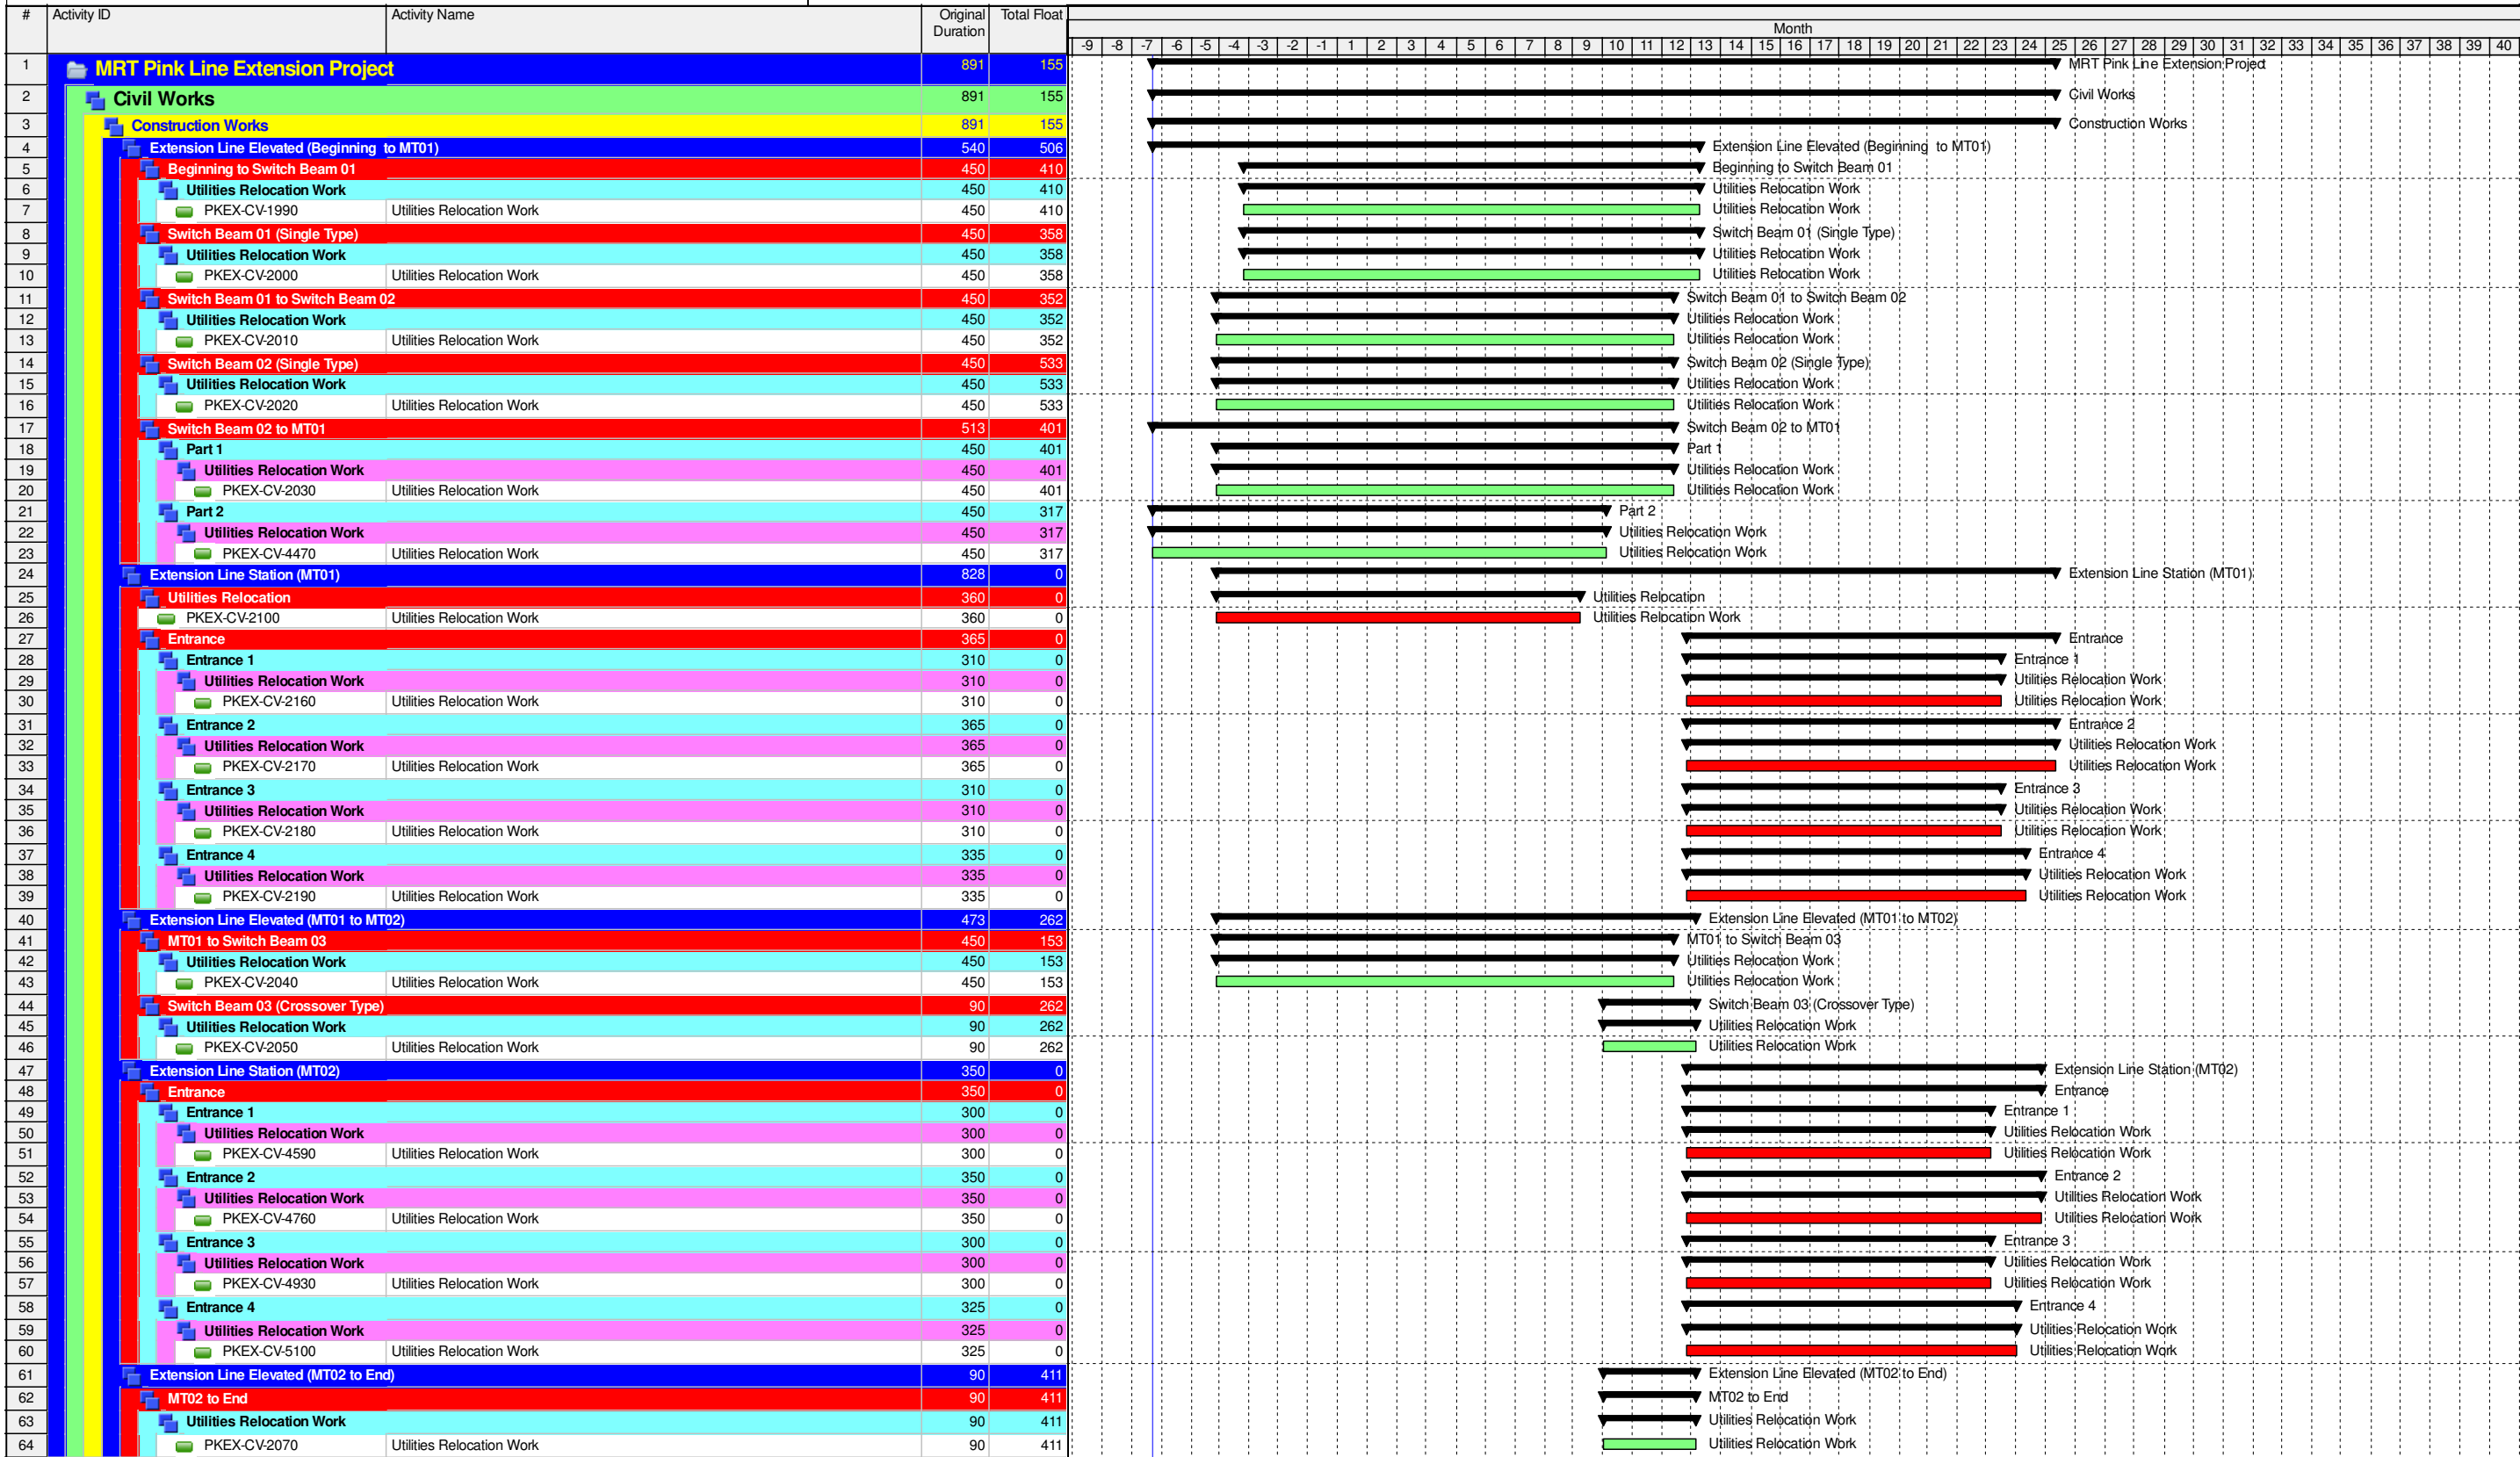 # Activity ID Activity Name Original Duration Total Float
Month
-9 -8 -7 -6 -5 -4 -3 -2 -1 1 2 3 4 5 6 7 8 9 10 11 12 13 14 15 16 17 18 19 20 21 22 23 24 25 26 27 28 29 30 31 32 33 34 35 36 37 38 39 40
1 MRT Pink Line Extension Project 891 155 MRT Pink Line Extension Project
2 Civil Works 891 155 Civil Works
3 Construction Works 891 155 Construction Works
4 Extension Line Elevated (Beginning to MT01) 540 506 Extension Line Elevated (Beginning to MT01)
5 Beginning to Switch Beam 01 450 410 Beginning to Switch Beam 01
6 Utilities Relocation Work 450 410 Utilities Relocation Work
7 PKEX-CV-1990 Utilities Relocation Work 450 410 Utilities Relocation Work
8 Switch Beam 01 (Single Type) 450 358 Switch Beam 01 (Single Type)
9 Utilities Relocation Work 450 358 Utilities Relocation Work
10 PKEX-CV-2000 Utilities Relocation Work 450 358 Utilities Relocation Work
11 Switch Beam 01 to Switch Beam 02 450 352 Switch Beam 01 to Switch Beam 02
12 Utilities Relocation Work 450 352 Utilities Relocation Work
13 PKEX-CV-2010 Utilities Relocation Work 450 352 Utilities Relocation Work
14 Switch Beam 02 (Single Type) 450 533 Switch Beam 02 (Single Type)
15 Utilities Relocation Work 450 533 Utilities Relocation Work
16 PKEX-CV-2020 Utilities Relocation Work 450 533 Utilities Relocation Work
17 Switch Beam 02 to MT01 513 401 Switch Beam 02 to MT01
18 Part 1 450 401 Part 1
19 Utilities Relocation Work 450 401 Utilities Relocation Work
20 PKEX-CV-2030 Utilities Relocation Work 450 401 Utilities Relocation Work
21 Part 2 450 317 Part 2
22 Utilities Relocation Work 450 317 Utilities Relocation Work
23 PKEX-CV-4470 Utilities Relocation Work 450 317 Utilities Relocation Work
24 Extension Line Station (MT01) 828 0 Extension Line Station (MT01)
25 Utilities Relocation 360 0 Utilities Relocation
26 PKEX-CV-2100 Utilities Relocation Work 360 0 Utilities Relocation Work
27 Entrance 365 0 Entrance
28 Entrance 1 310 0 Entrance 1
29 Utilities Relocation Work 310 0 Utilities Relocation Work
30 PKEX-CV-2160 Utilities Relocation Work 310 0 Utilities Relocation Work
31 Entrance 2 365 0 Entrance 2
32 Utilities Relocation Work 365 0 Utilities Relocation Work
33 PKEX-CV-2170 Utilities Relocation Work 365 0 Utilities Relocation Work
34 Entrance 3 310 0 Entrance 3
35 Utilities Relocation Work 310 0 Utilities Relocation Work
36 PKEX-CV-2180 Utilities Relocation Work 310 0 Utilities Relocation Work
37 Entrance 4 335 0 Entrance 4
38 Utilities Relocation Work 335 0 Utilities Relocation Work
39 PKEX-CV-2190 Utilities Relocation Work 335 0 Utilities Relocation Work
40 Extension Line Elevated (MT01 to MT02) 473 262 Extension Line Elevated (MT01 to MT02)
41 MT01 to Switch Beam 03 450 153 MT01 to Switch Beam 03
42 Utilities Relocation Work 450 153 Utilities Relocation Work
43 PKEX-CV-2040 Utilities Relocation Work 450 153 Utilities Relocation Work
44 Switch Beam 03 (Crossover Type) 90 262 Switch Beam 03 (Crossover Type)
45 Utilities Relocation Work 90 262 Utilities Relocation Work
46 PKEX-CV-2050 Utilities Relocation Work 90 262 Utilities Relocation Work
47 Extension Line Station (MT02) 350 0 Extension Line Station (MT02)
48 Entrance 350 0 Entrance
49 Entrance 1 300 0 Entrance 1
50 Utilities Relocation Work 300 0 Utilities Relocation Work
51 PKEX-CV-4590 Utilities Relocation Work 300 0 Utilities Relocation Work
52 Entrance 2 350 0 Entrance 2
53 Utilities Relocation Work 350 0 Utilities Relocation Work
54 PKEX-CV-4760 Utilities Relocation Work 350 0 Utilities Relocation Work
55 Entrance 3 300 0 Entrance 3
56 Utilities Relocation Work 300 0 Utilities Relocation Work
57 PKEX-CV-4930 Utilities Relocation Work 300 0 Utilities Relocation Work
58 Entrance 4 325 0 Entrance 4
59 Utilities Relocation Work 325 0 Utilities Relocation Work
60 PKEX-CV-5100 Utilities Relocation Work 325 0 Utilities Relocation Work
61 Extension Line Elevated (MT02 to End) 90 411 Extension Line Elevated (MT02 to End)
62 MT02 to End 90 411 MT02 to End
63 Utilities Relocation Work 90 411 Utilities Relocation Work
64 PKEX-CV-2070 Utilities Relocation Work 90 411 Utilities Relocation Work